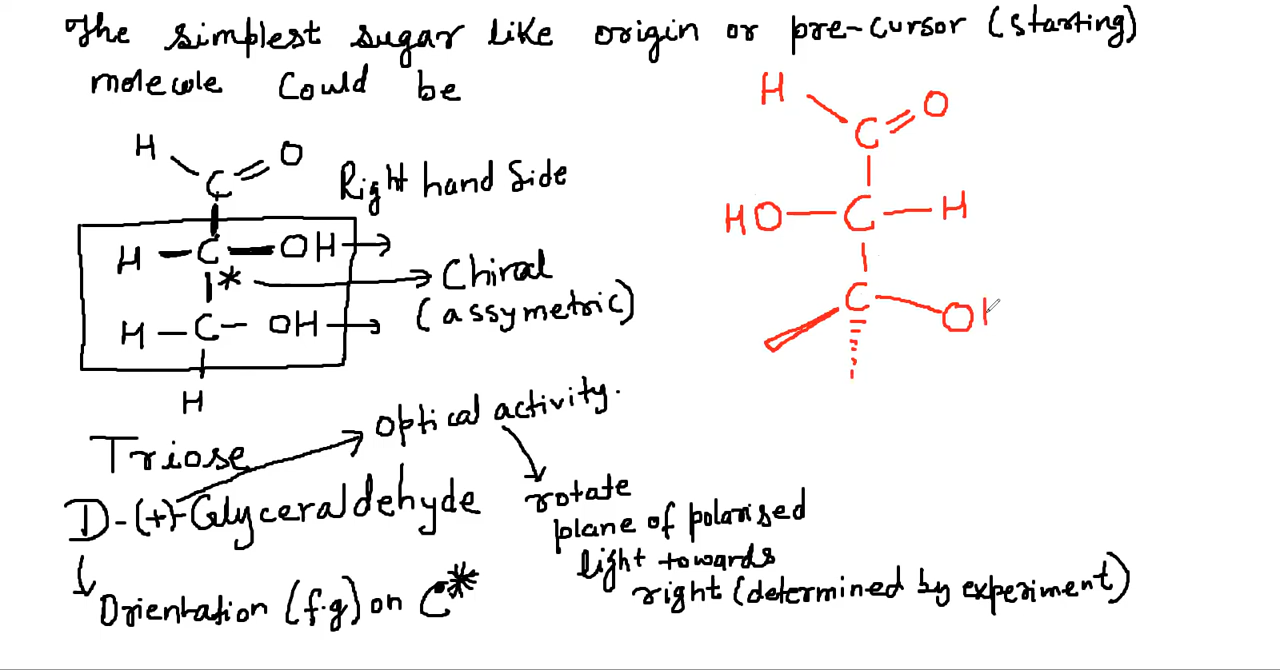 The simplest sugar like origin or pre-cursor (starting)
molecule could be
H
C
O
Right hand side
H - C - OH →
* → Chiral
(assymetric)
H - C - OH →
H
Triose
optical activity.
D-(+)-Glyceraldehyde
Orientation (f.g) on C*
rotate
plane of polarised
light towards
right (determined by experiment)
H
C
O
HO - C - H
C
OH